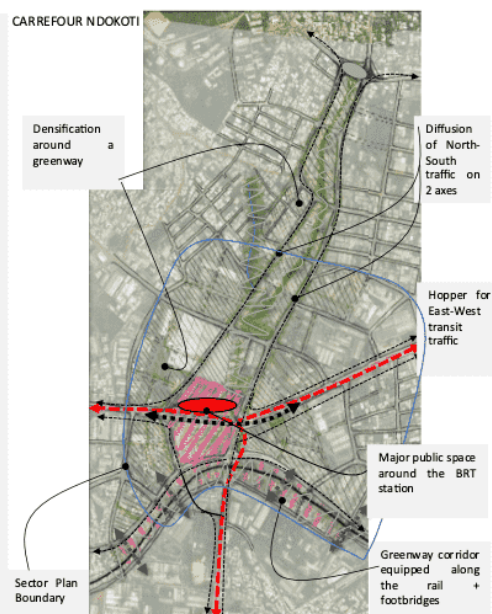 CARREFOUR NDOKOTI
Densification
around a
greenway
Diffusion
of North-
South
traffic on
2 axes
Hopper for
East-West
transit
traffic
Major public space
around the BRT
station
Greenway corridor
equipped along
the rail +
footbridges
Sector Plan
Boundary